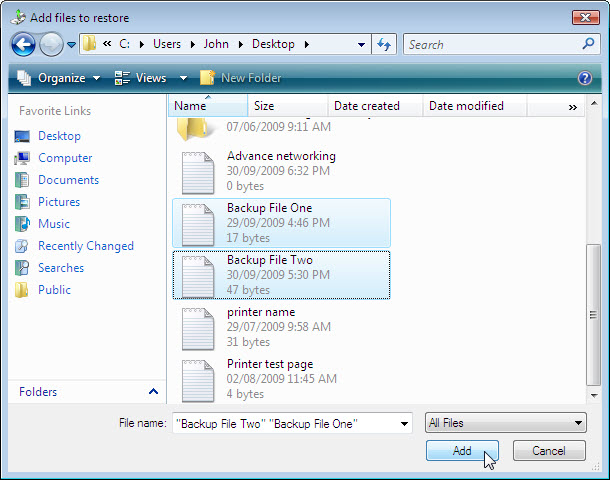 Add files to restore
« C: Users John Desktop
Search
Organize Views New Folder
Favorite Links
Desktop
Computer
Documents
Pictures
Music
Recently Changed
Searches
Public
Folders
Name Size Date created Date modified »
07/06/2009 9:11 AM
Advance networking
30/09/2009 6:32 PM
0 bytes
Backup File One
29/09/2009 4:46 PM
17 bytes
Backup File Two
30/09/2009 5:30 PM
47 bytes
printer name
29/07/2009 9:58 AM
31 bytes
Printer test page
02/08/2009 11:45 AM
4 bytes
File name: "Backup File Two" "Backup File One" All Files
Add Cancel